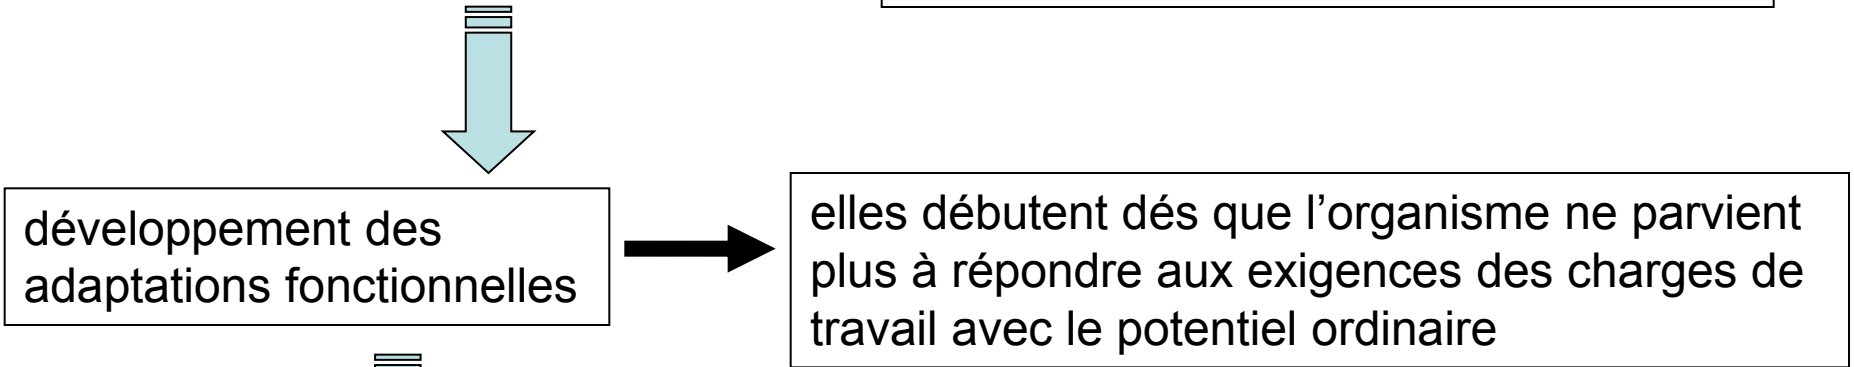 développement des
adaptations fonctionnelles
elles débutent dés que l’organisme ne parvient
plus à répondre aux exigences des charges de
travail avec le potentiel ordinaire